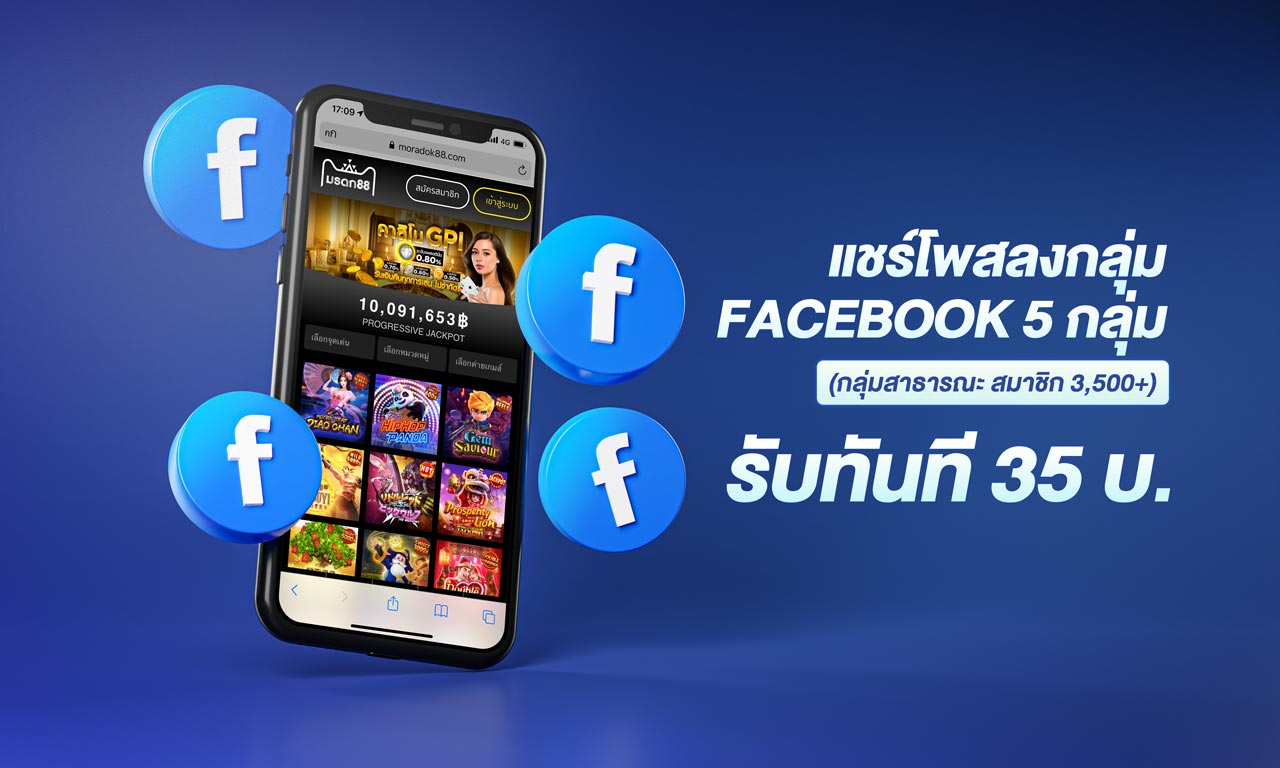 17:09
4G
กกี
moradok88.com
มรดก88
สมัครสมาชิก
เข้าสู่ระบบ
คาสิโน GPI
0.80%
0.70%
0.60%
0.50%
10,091,653฿
PROGRESSIVE JACKPOT
เลือกจุดเด่น
เลือกหมวดหมู่
เลือกค่ายเกมส์
DIAO CHAN
HIPHOP
PANDA
Gem
Saviour
Prosperity
Lion
Double
แชร์โพสลงกลุ่ม
FACEBOOK 5 กลุ่ม
(กลุ่มสาธารณะ สมาชิก 3,500+)
รับทันที 35 บ.